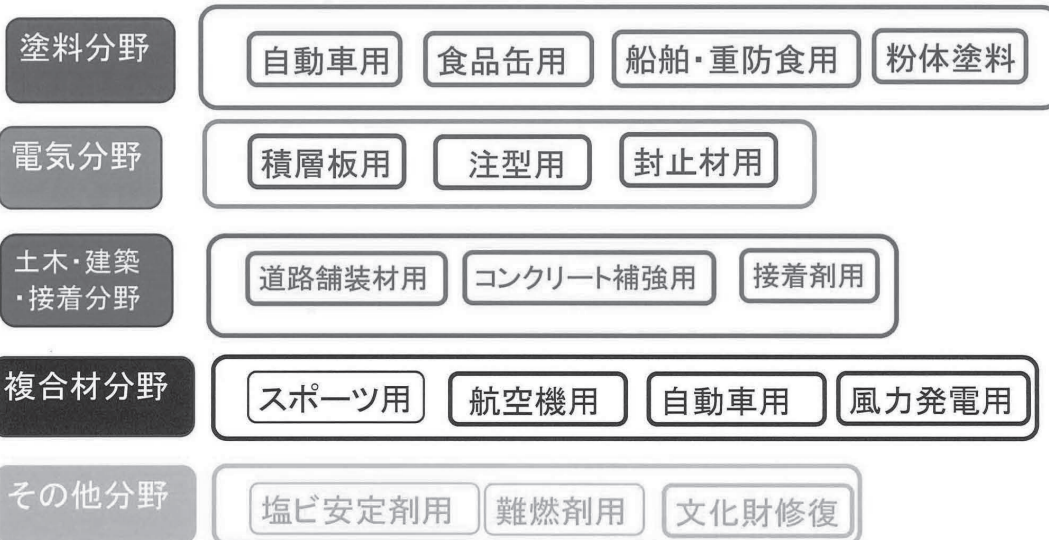 塗料分野
自動車用 食品缶用 船舶・重防食用 粉体塗料
電気分野
積層板用 注型用 封止材用
土木・建築
・接着分野
道路舗装材用 コンクリート補強用 接着剤用
複合材分野
スポーツ用 航空機用 自動車用 風力発電用
その他分野
塩ビ安定剤用 難燃剤用 文化財修復